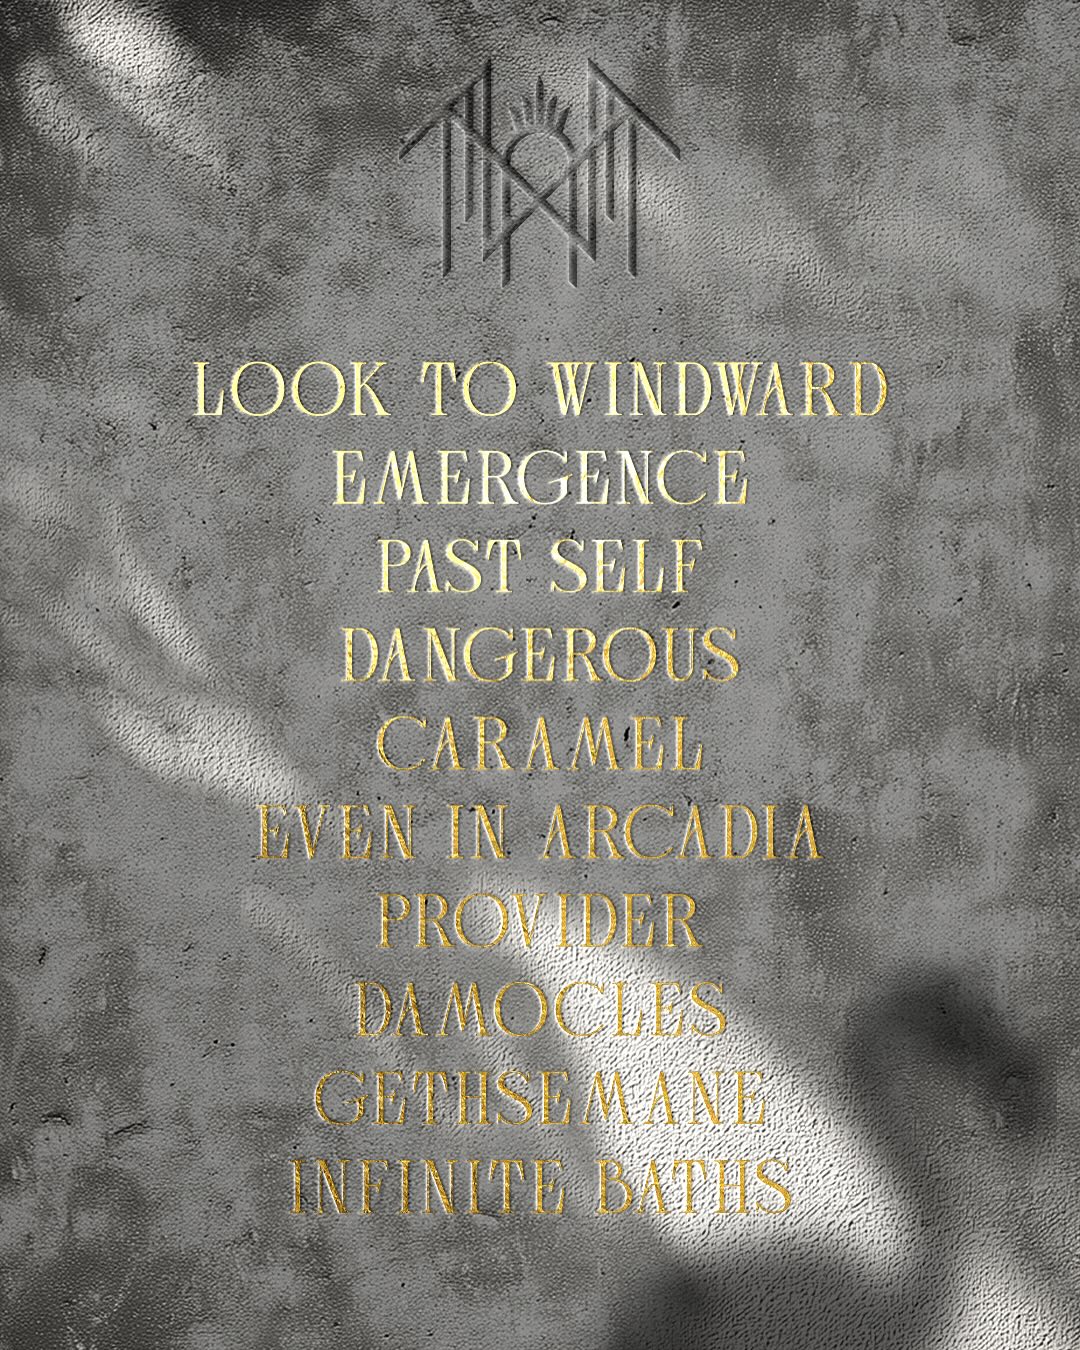 LOOK TO WINDWARD
EMERGENCE
PAST SELF
DANGEROUS
CARAMEL
EVEN IN ARCADIA
PROVIDER
DAMOCLES
GETHSEMANE
INFINITE BATHS